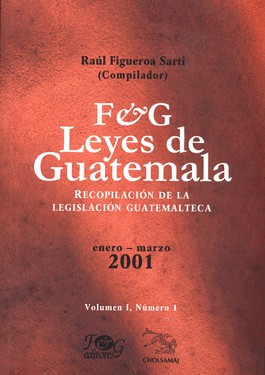 Raúl Figueroa Sarti
(Compilador)
F&G
Leyes de
Guatemala
RECOPILACIÓN DE LA
LEGISLACIÓN GUATEMALTECA
enero – marzo
2001
Volumen I, Número 1
F&G
editores
CHOLSAMAJ